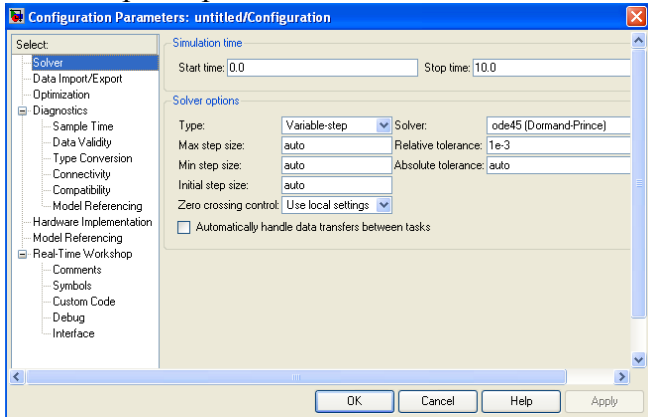 Configuration Parameters: untitled/Configuration
Select:
Solver
Data Import/Export
Optimization
Diagnostics
Sample Time
Data Validity
Type Conversion
Connectivity
Compatibility
Model Referencing
Hardware Implementation
Model Referencing
Real-Time Workshop
Comments
Symbols
Custom Code
Debug
Interface
Simulation time
Start time: 0.0 Stop time: 10.0
Solver options
Type: Variable-step Solver: ode45 (Dormand-Prince)
Max step size: auto Relative tolerance: 1e-3
Min step size: auto Absolute tolerance: auto
Initial step size: auto
Zero crossing control: Use local settings
Automatically handle data transfers between tasks
OK Cancel Help Apply